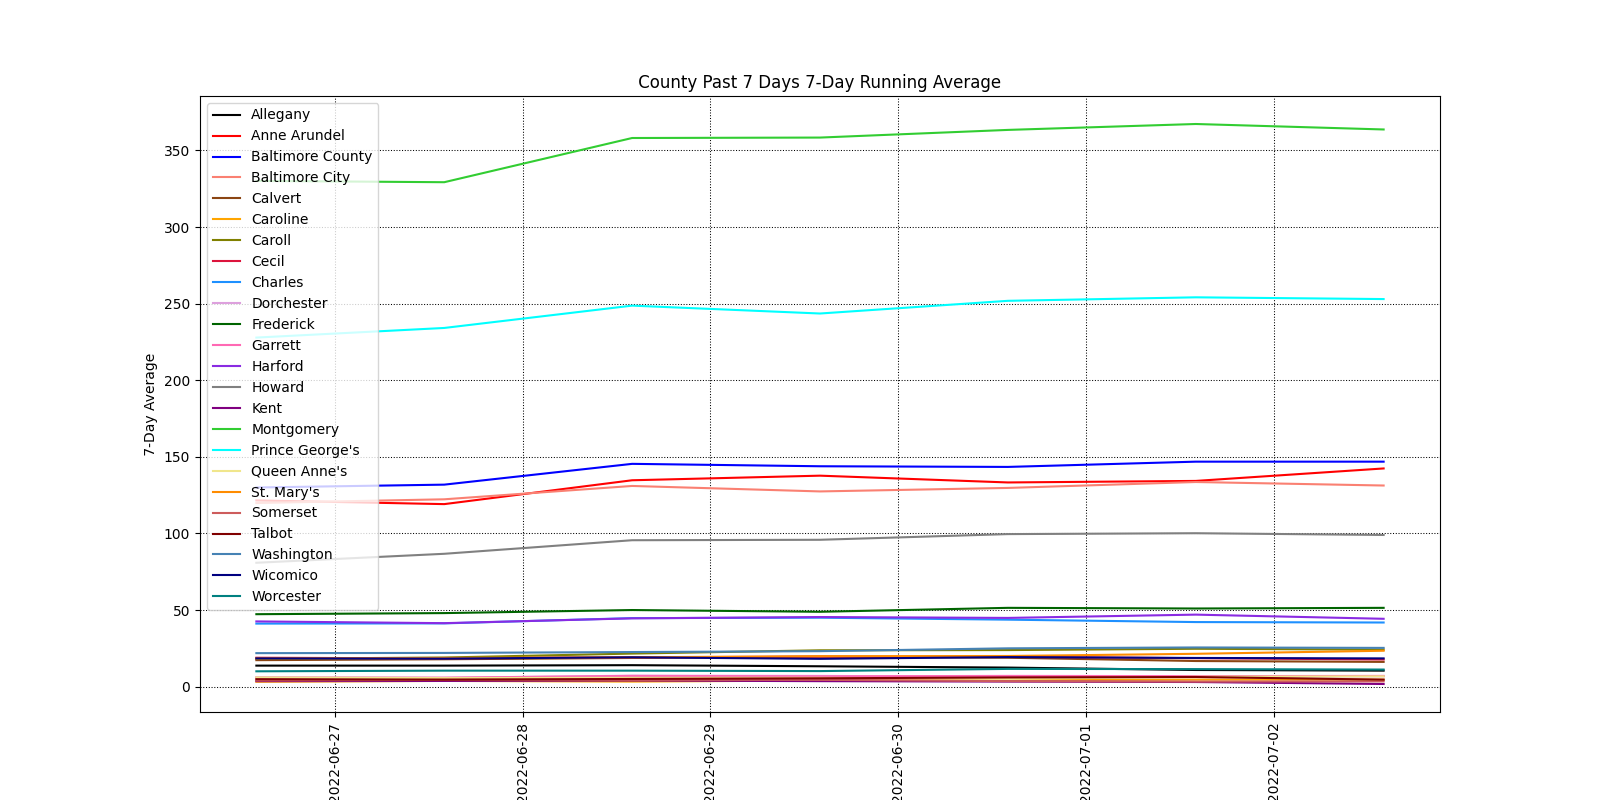 County Past 7 Days 7-Day Running Average
7-Day Average
350
300
250
200
150
100
50
0
Allegany
Anne Arundel
Baltimore County
Baltimore City
Calvert
Caroline
Caroll
Cecil
Charles
Dorchester
Frederick
Garrett
Harford
Howard
Kent
Montgomery
Prince George's
Queen Anne's
St. Mary's
Somerset
Talbot
Washington
Wicomico
Worcester
2022-06-27
2022-06-28
2022-06-29
2022-06-30
2022-07-01
2022-07-02